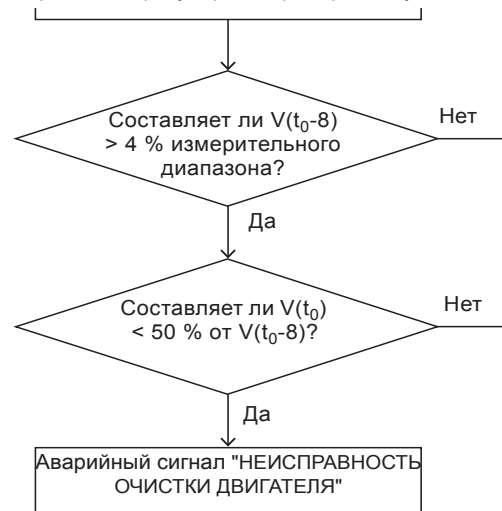 Составляет ли V(t₀-8)
> 4 % измерительного
диапазона?
Нет
Да
Составляет ли V(t₀)
< 50 % от V(t₀-8)?
Нет
Да
Аварийный сигнал "НЕИСПРАВНОСТЬ
ОЧИСТКИ ДВИГАТЕЛЯ"